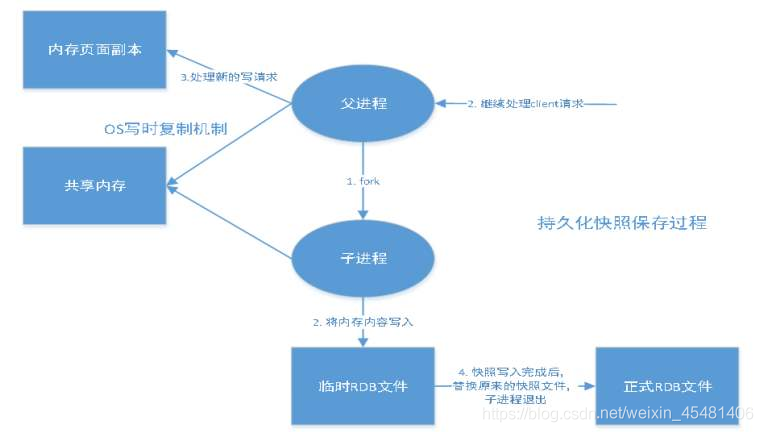 内存页面副本
3.处理新的写请求
父进程
2. 继续处理client请求
OS写时复制机制
共享内存
1. fork
持久化快照保存过程
子进程
2. 将内存内容写入
临时RDB文件
4. 快照写入完成后,
替换原来的快照文件,
子进程退出
正式RDB文件
https://blog.csdn.net/weixin_45481406